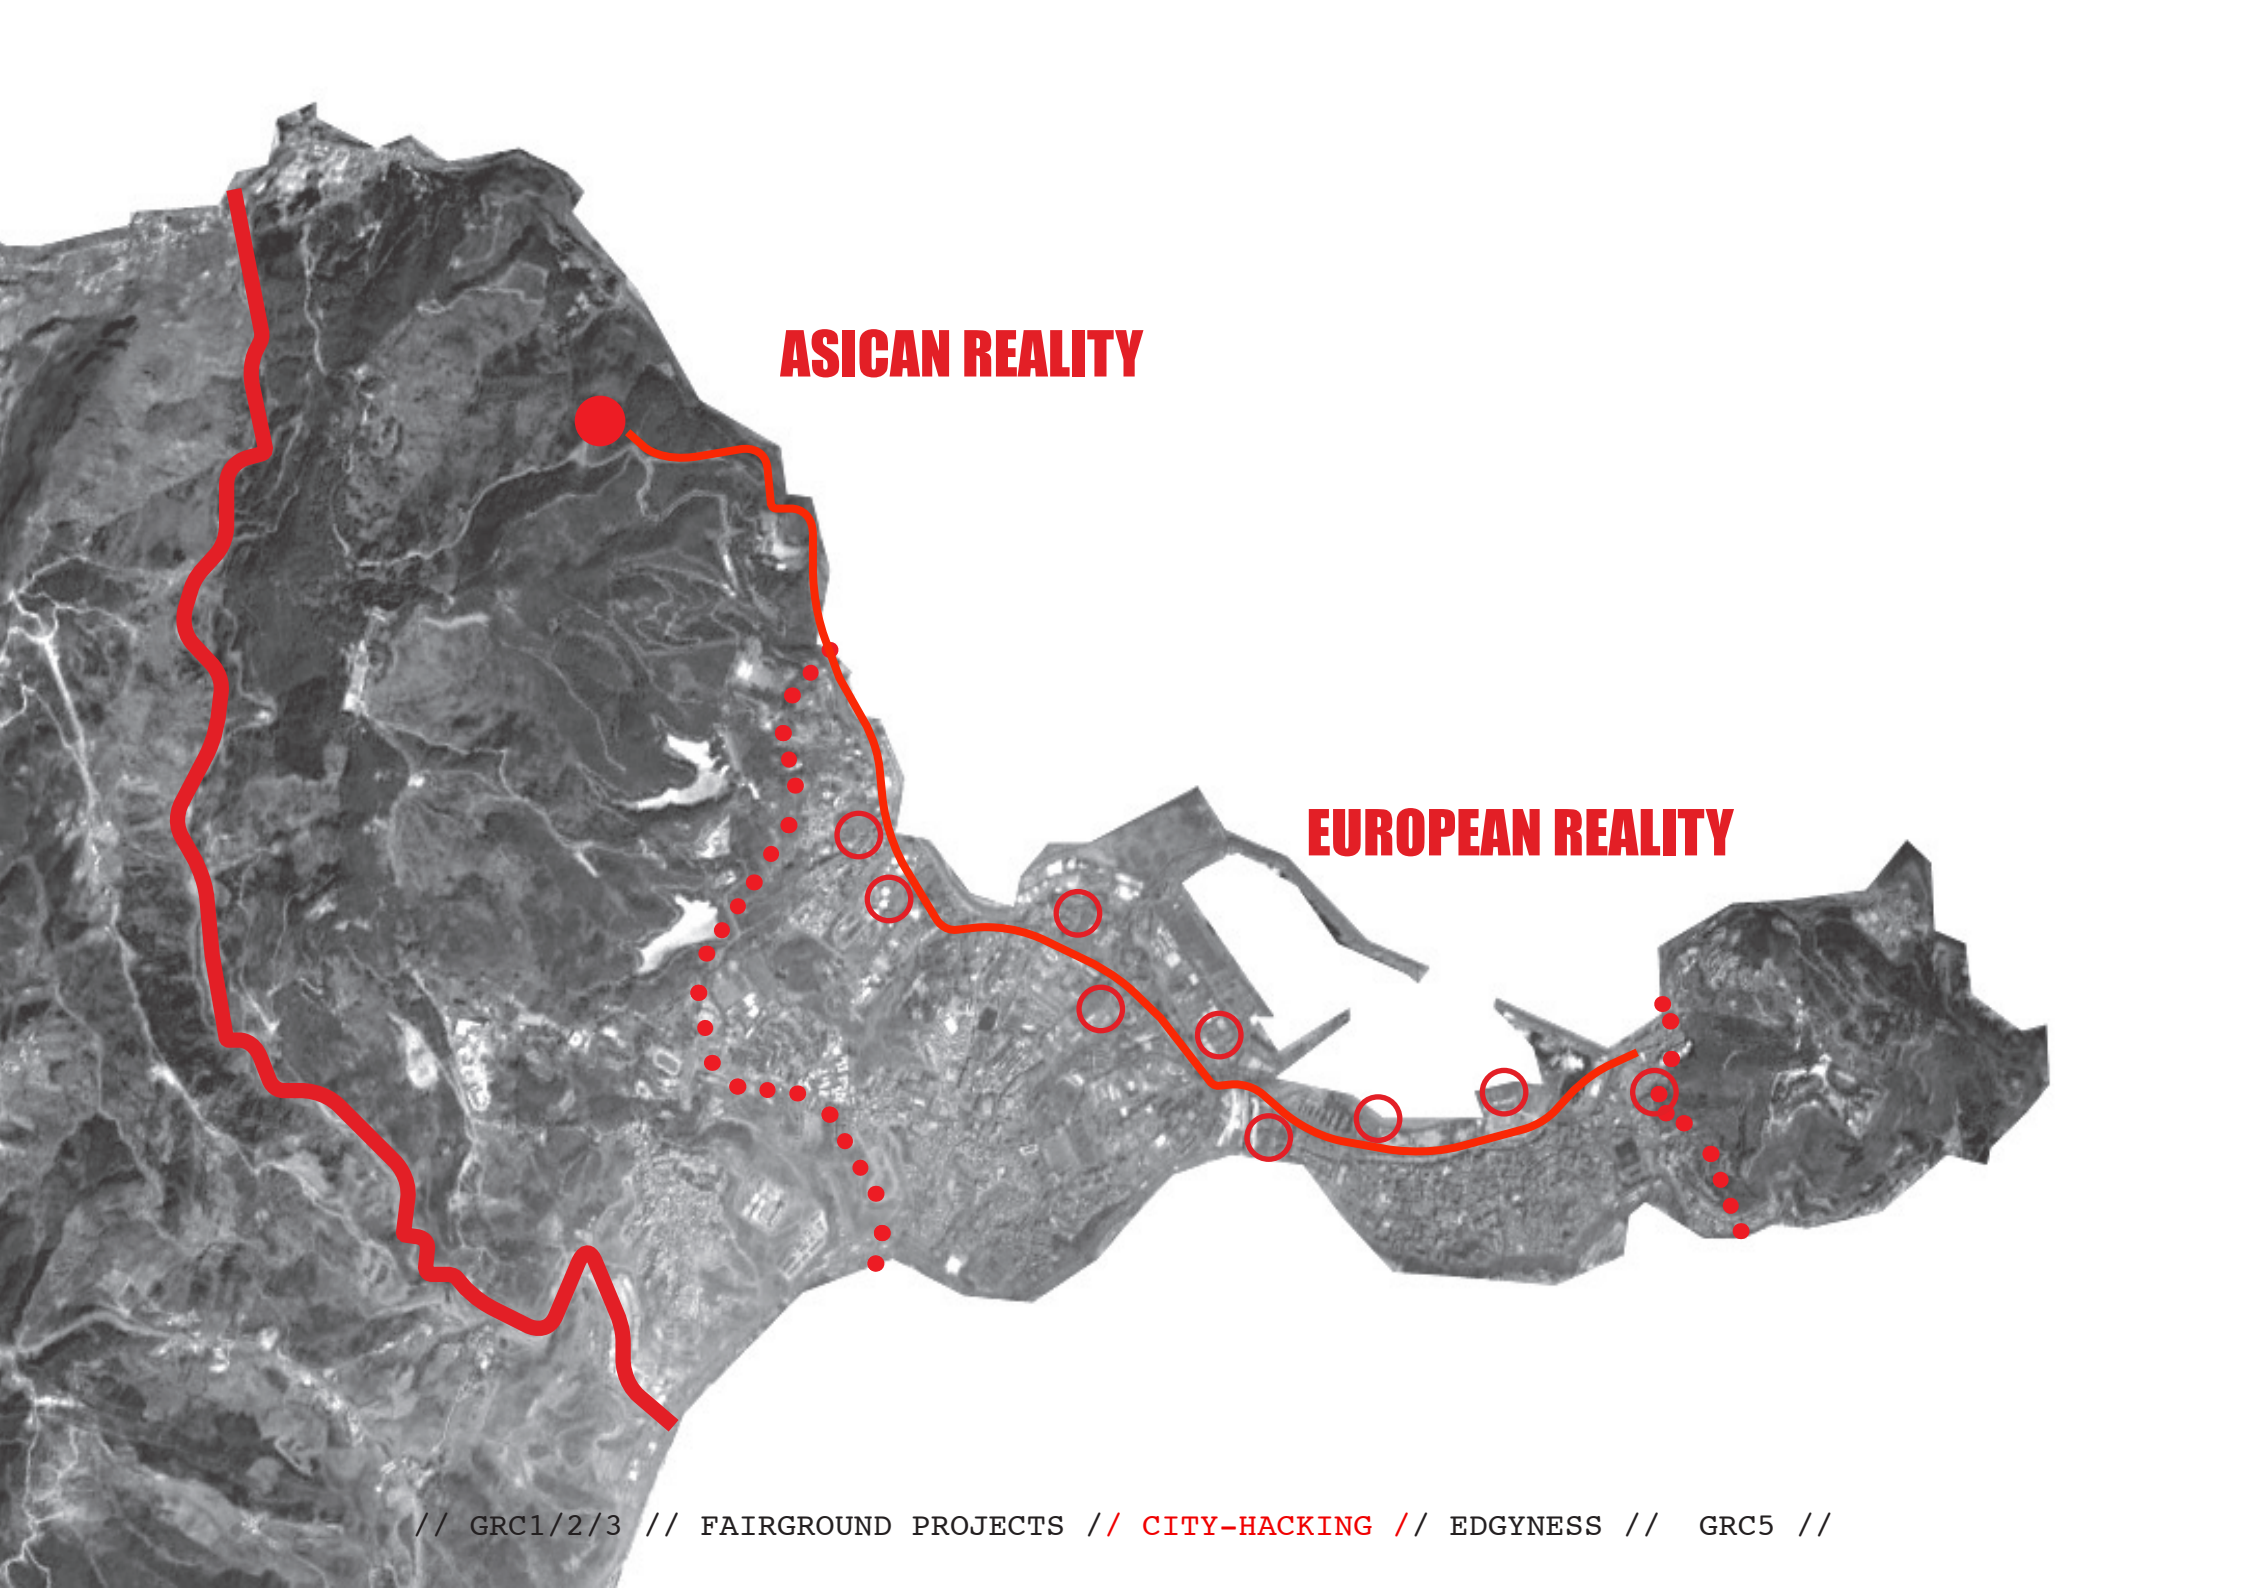 ASICAN REALITY
EUROPEAN REALITY
// GRC1/2/3 // FAIRGROUND PROJECTS // CITY-HACKING // EDGYNESS // GRC5 //